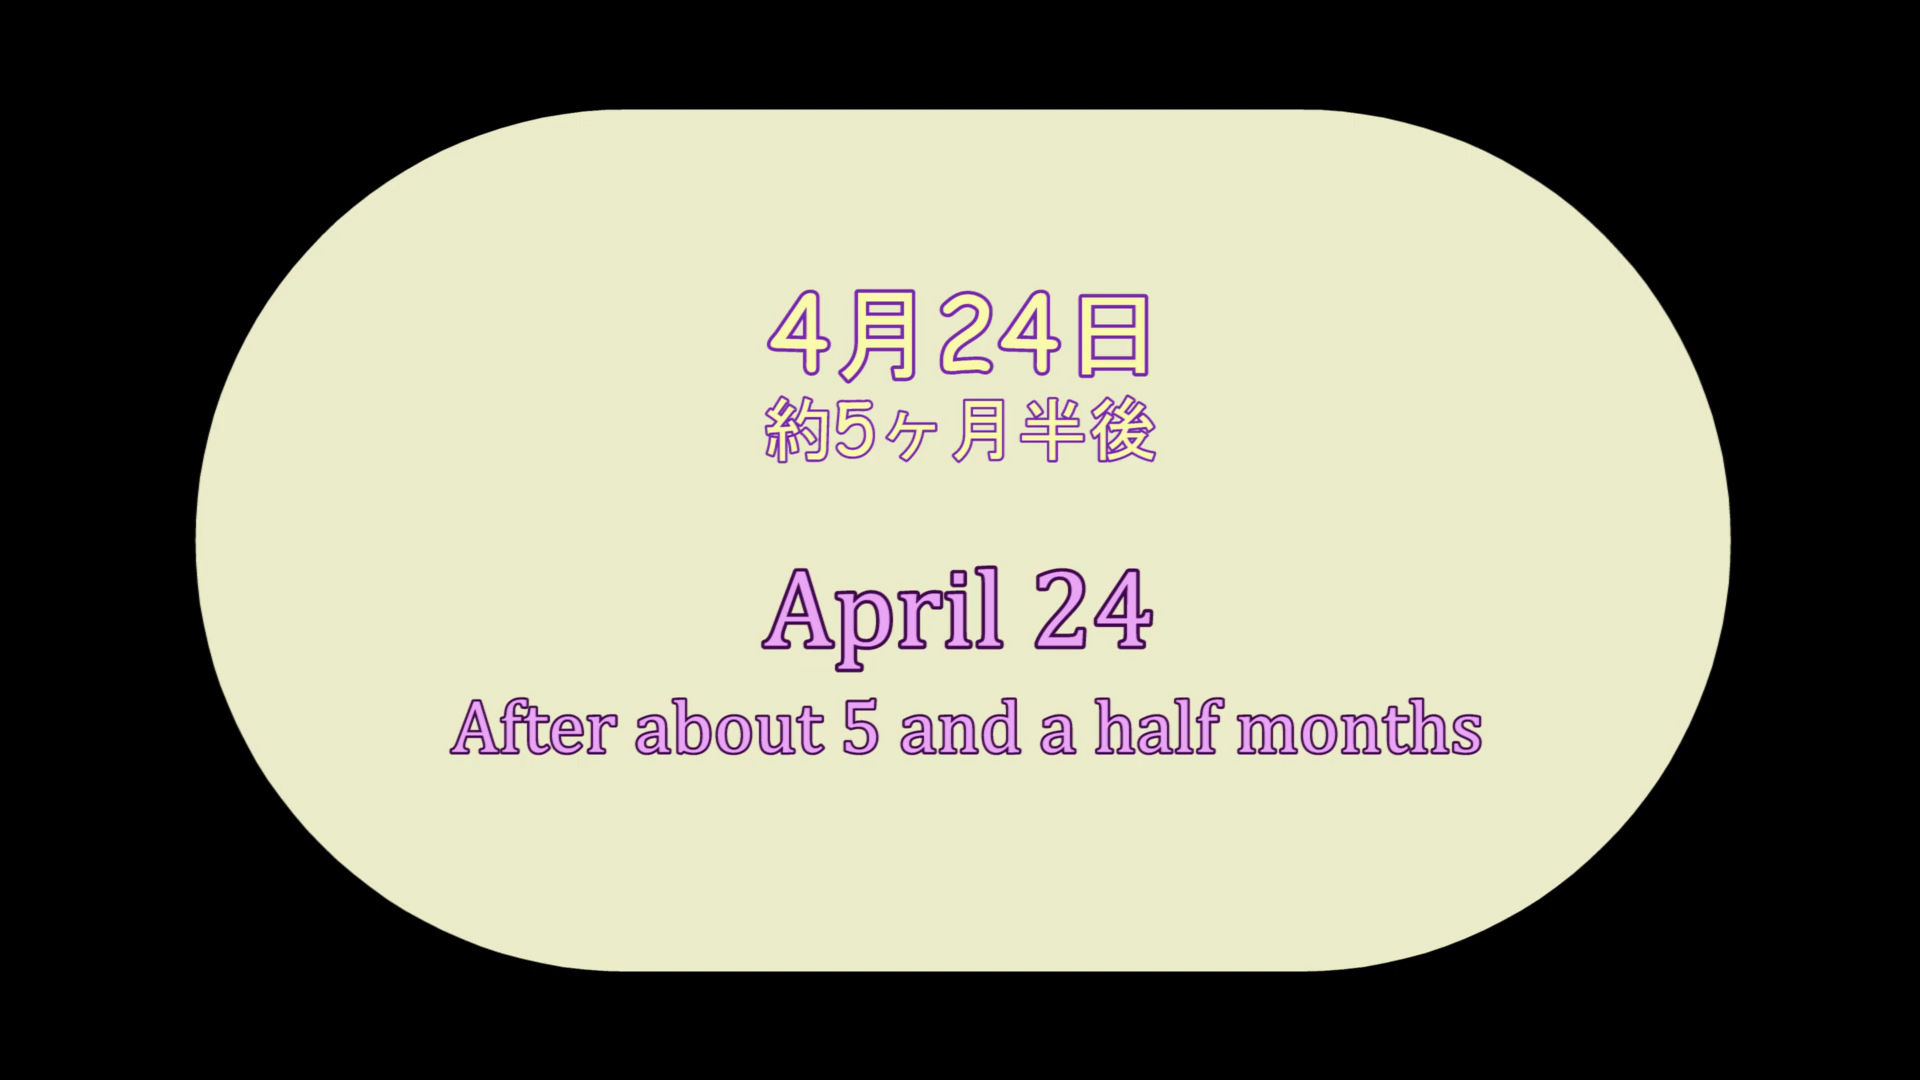 4月24日
約5ヶ月半後
April 24
After about 5 and a half months